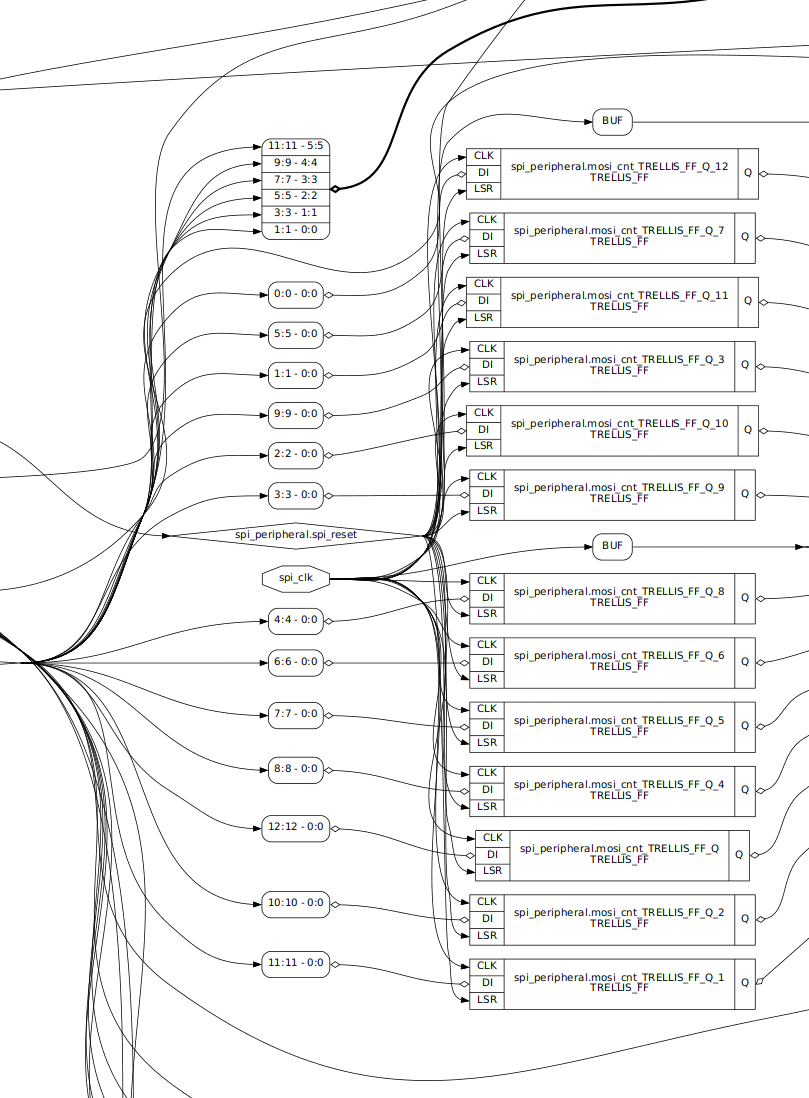 BUF
11:11 - 5:5
9:9 - 4:4
7:7 - 3:3
5:5 - 2:2
3:3 - 1:1
1:1 - 0:0
CLK
DI
LSR
spi_peripheral.mosi_cnt_TRELLIS_FF_Q_12
TRELLIS_FF
Q
CLK
DI
LSR
spi_peripheral.mosi_cnt_TRELLIS_FF_Q_7
TRELLIS_FF
Q
0:0 - 0:0
CLK
DI
LSR
spi_peripheral.mosi_cnt_TRELLIS_FF_Q_11
TRELLIS_FF
Q
5:5 - 0:0
CLK
DI
LSR
spi_peripheral.mosi_cnt_TRELLIS_FF_Q_3
TRELLIS_FF
Q
1:1 - 0:0
9:9 - 0:0
CLK
DI
LSR
spi_peripheral.mosi_cnt_TRELLIS_FF_Q_10
TRELLIS_FF
Q
2:2 - 0:0
3:3 - 0:0
CLK
DI
LSR
spi_peripheral.mosi_cnt_TRELLIS_FF_Q_9
TRELLIS_FF
Q
spi_peripheral.spi_reset
BUF
spi_clk
CLK
DI
LSR
spi_peripheral.mosi_cnt_TRELLIS_FF_Q_8
TRELLIS_FF
Q
4:4 - 0:0
6:6 - 0:0
CLK
DI
LSR
spi_peripheral.mosi_cnt_TRELLIS_FF_Q_6
TRELLIS_FF
Q
7:7 - 0:0
CLK
DI
LSR
spi_peripheral.mosi_cnt_TRELLIS_FF_Q_5
TRELLIS_FF
Q
8:8 - 0:0
CLK
DI
LSR
spi_peripheral.mosi_cnt_TRELLIS_FF_Q_4
TRELLIS_FF
Q
12:12 - 0:0
CLK
DI
LSR
spi_peripheral.mosi_cnt_TRELLIS_FF_Q
TRELLIS_FF
Q
10:10 - 0:0
CLK
DI
LSR
spi_peripheral.mosi_cnt_TRELLIS_FF_Q_2
TRELLIS_FF
Q
11:11 - 0:0
CLK
DI
LSR
spi_peripheral.mosi_cnt_TRELLIS_FF_Q_1
TRELLIS_FF
Q